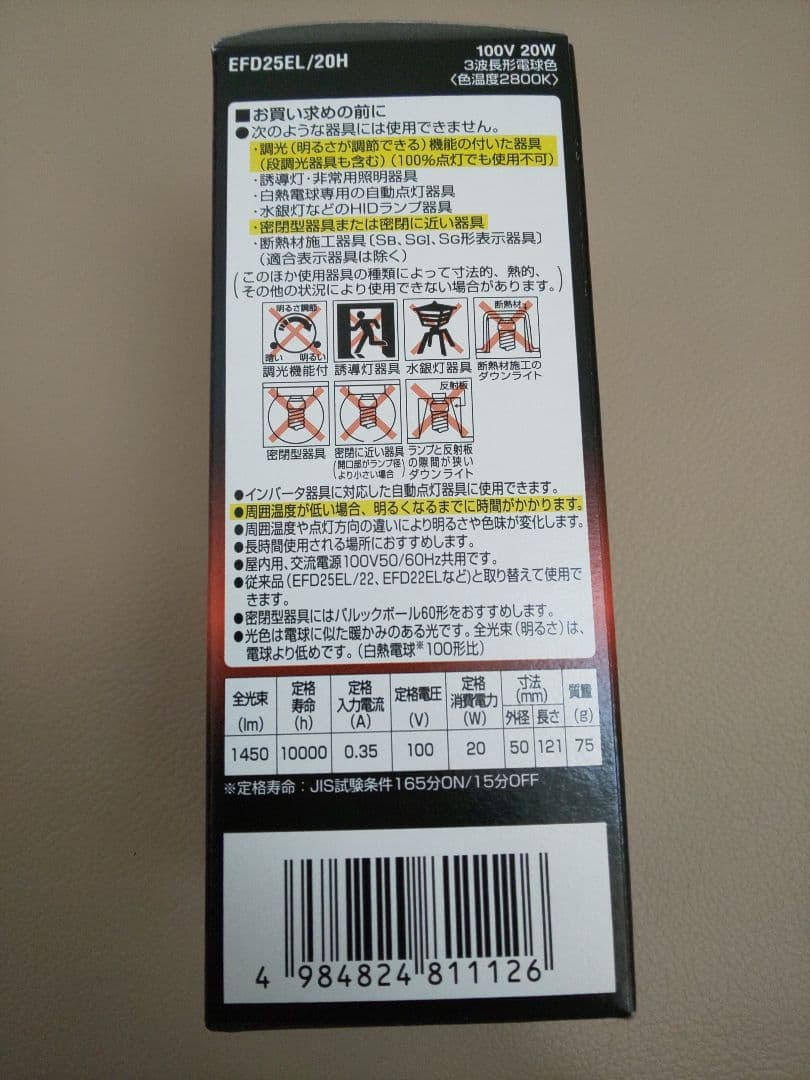 EFD25EL/20H
100V 20W
3波長形電球色
〈色温度2800K〉
■お買い求めの前に
●次のような器具には使用できません。
・調光(明るさが調節できる)機能の付いた器具
(段調光器具も含む)(100%点灯でも使用不可)
・誘導灯・非常用照明器具
・白熱電球専用の自動点灯器具
・水銀灯などのHIDランプ器具
・密閉型器具または密閉に近い器具
・断熱材施工器具〔SB、SGI、SG形表示器具〕
(適合表示器具は除く)
(このほか使用器具の種類によって寸法的、熱的、
その他の状況により使用できない場合があります。)
明るさ調節
暗い 明るい
調光機能付
誘導灯器具
水銀灯器具
断熱材
断熱材施工の
ダウンライト
密閉型器具
密閉に近い器具
(開口部がランプ径
より小さい場合)
反射板
ランプと反射板
の隙間が狭い
ダウンライト
●インバータ器具に対応した自動点灯器具に使用できます。
●周囲温度が低い場合、明るくなるまでに時間がかかります。
●周囲温度や点灯方向の違いにより明るさや色味が変化します。
●長時間使用される場所におすすめします。
●屋内用、交流電源100V50/60Hz共用です。
●従来品(EFD25EL/22、EFD22ELなど)と取り替えて使用で
きます。
●密閉型器具にはパルックボール60形をおすすめします。
●光色は電球に似た暖かみのある光です。全光束(明るさ)は、
電球より低めです。(白熱電球※100形比)
全光束 (lm) 定格寿命 (h) 定格入力電流 (A) 定格電圧 (V) 定格消費電力 (W) 寸法 (mm) 外径 長さ 質量 (g)
1450 10000 0.35 100 20 50 121 75
※定格寿命:JIS試験条件165分ON/15分OFF
4 984824 811126